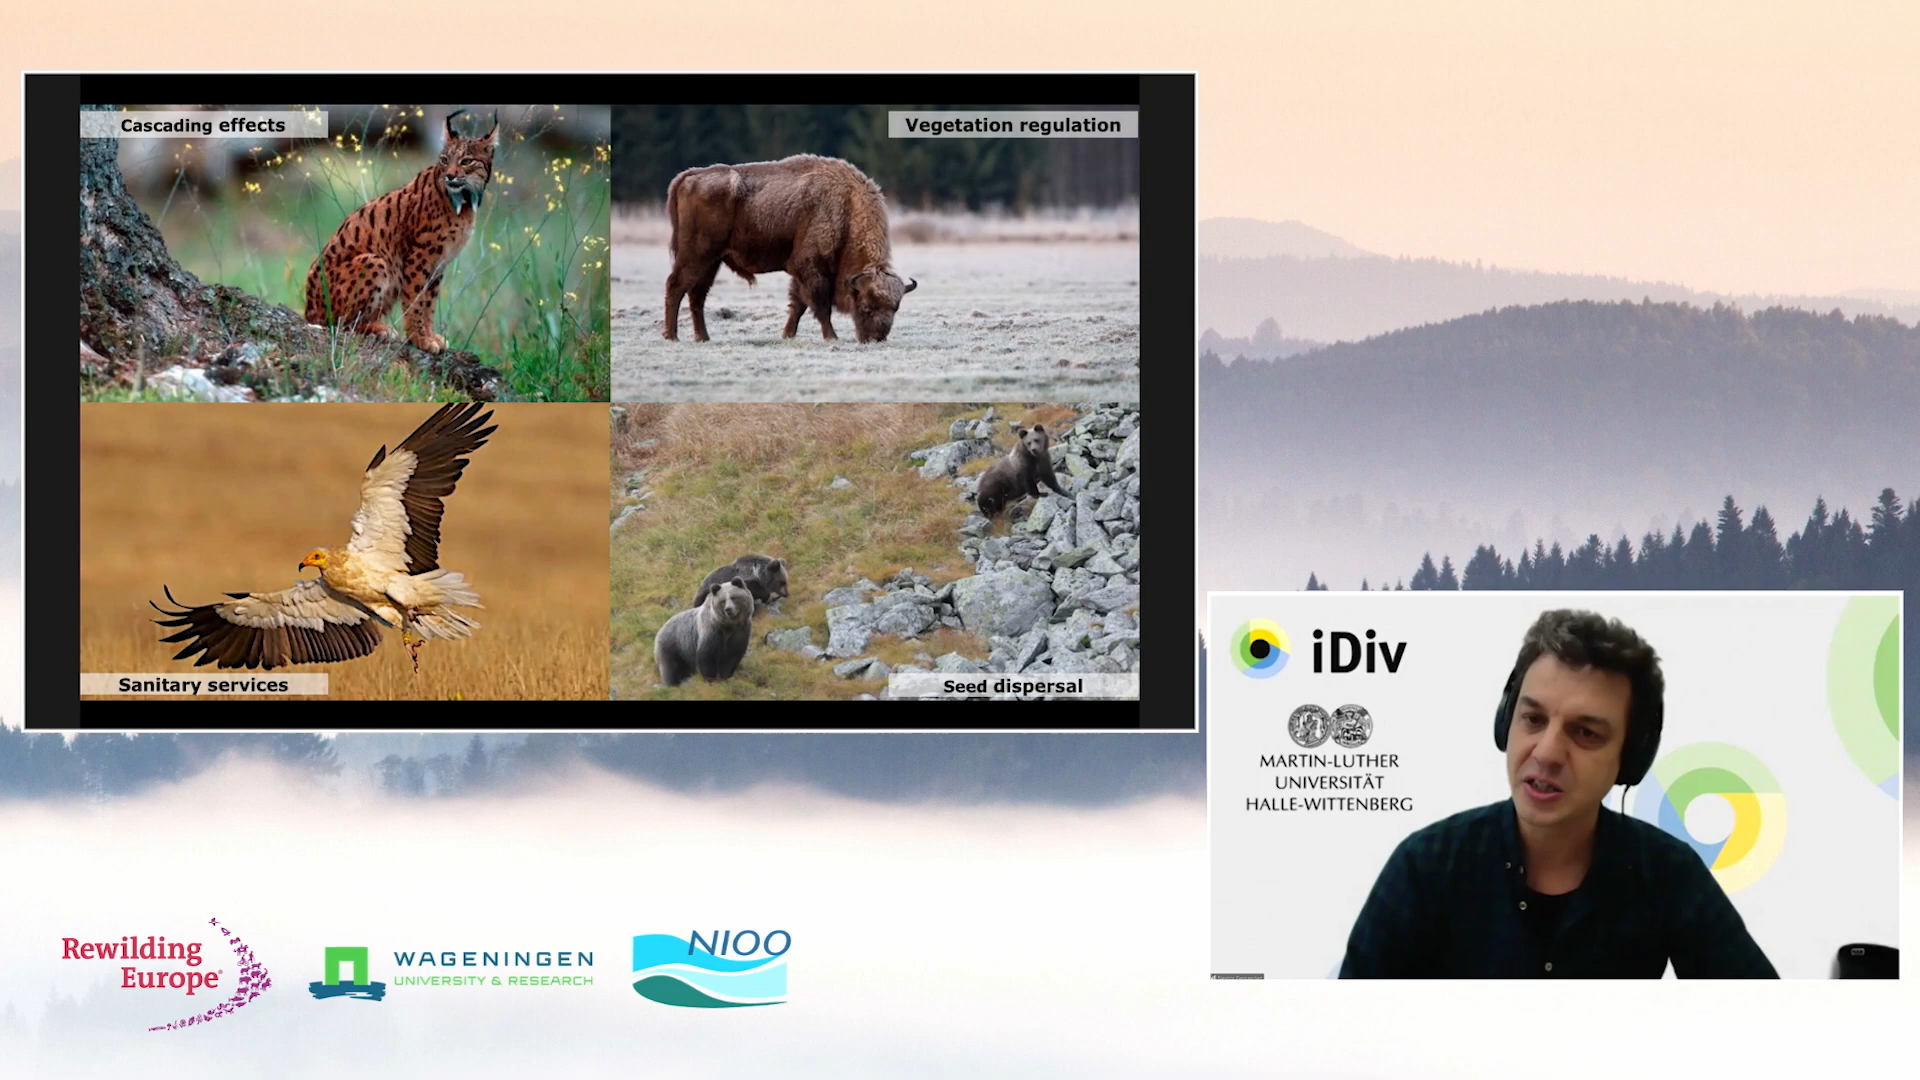 Cascading effects
Vegetation regulation
Sanitary services
Seed dispersal
iDiv
MARTIN-LUTHER
UNIVERSITÄT
HALLE-WITTENBERG
Rewilding
Europe
WAGENINGEN
UNIVERSITY & RESEARCH
NIOO